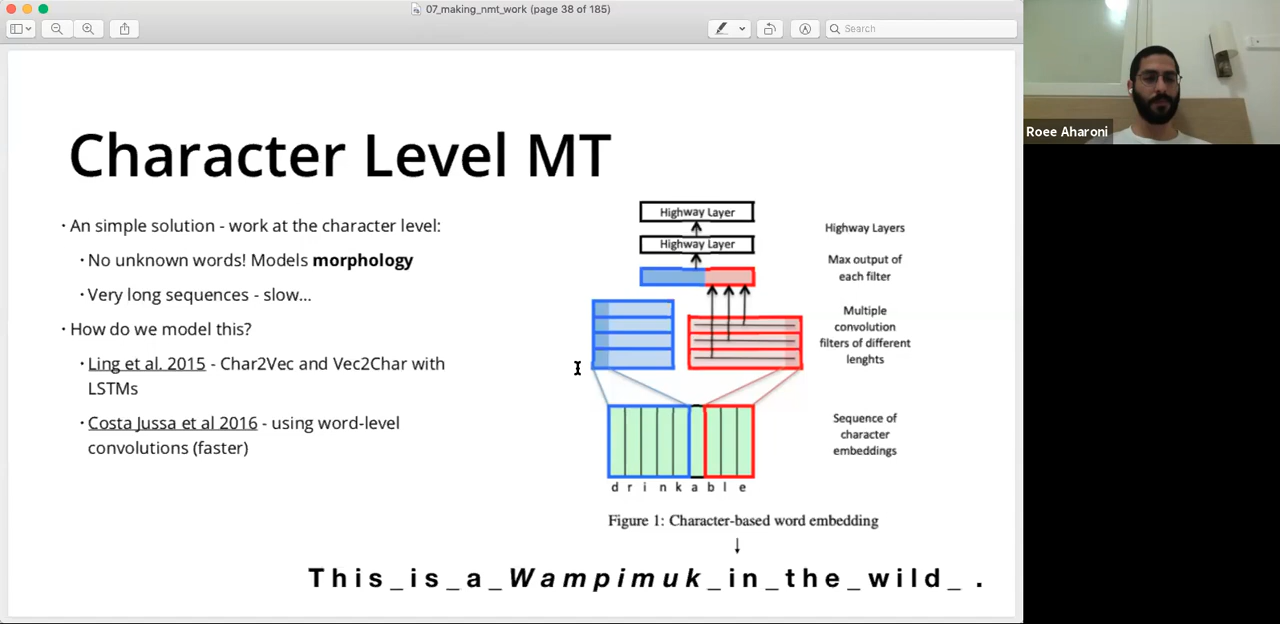 07_making_nmt_work (page 38 of 185)
Search
Roee Aharoni
Character Level MT
· An simple solution - work at the character level:
· No unknown words! Models morphology
· Very long sequences - slow...
· How do we model this?
· Ling et al. 2015 - Char2Vec and Vec2Char with
LSTMs
· Costa Jussa et al 2016 - using word-level
convolutions (faster)
Highway Layer
Highway Layer
Highway Layers
Max output of
each filter
Multiple
convolution
filters of different
lenghts
Sequence of
character
embeddings
d r i n k a b l e
Figure 1: Character-based word embedding
↓
T h i s _ i s _ a _ W a m p i m u k _ i n _ t h e _ w i l d _ .